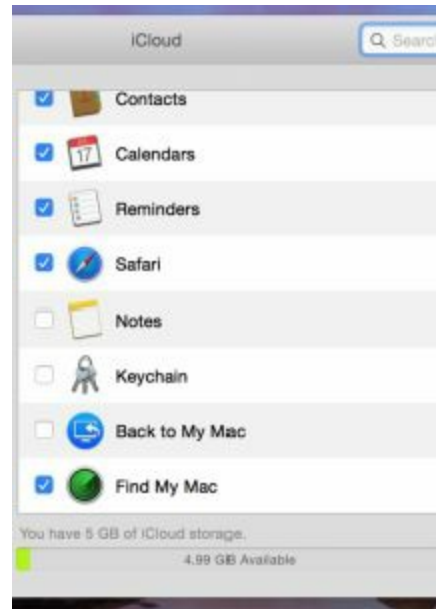 iCloud
Search
Contacts
17
Calendars
Reminders
Safari
Notes
Keychain
Back to My Mac
Find My Mac
You have 5 GB of iCloud storage.
4.99 GB Available